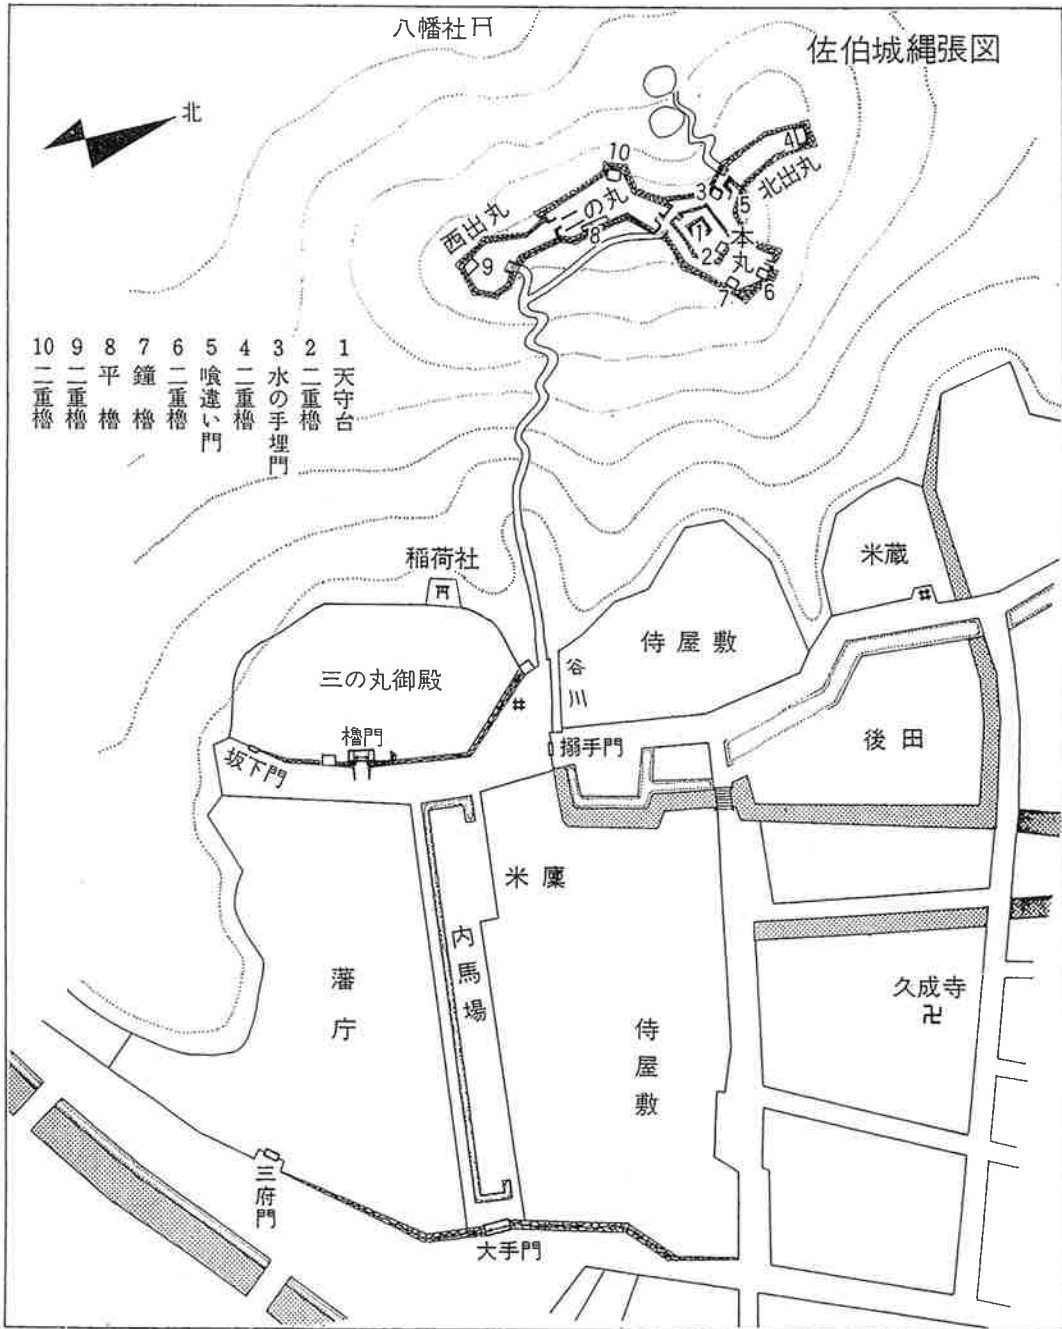 佐伯城縄張図
八幡社
北
西出丸
二の丸
本丸
北出丸
1
2
3
4
5
6
7
8
9
10
1 天守台
2 二重櫓
3 水の手埋門
4 二重櫓
5 喰違い門
6 二重櫓
7 鐘櫓
8 平櫓
9 二重櫓
10 二重櫓
稲荷社
三の丸御殿
櫓門
坂下門
谷川
搦手門
侍屋敷
米蔵
後田
米廩
内馬場
藩庁
侍屋敷
久成寺
卍
三府門
大手門